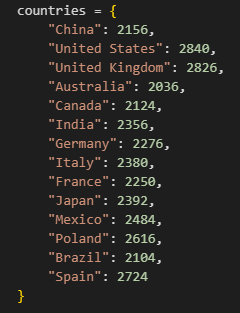 countries = {
    "China": 2156,
    "United States": 2840,
    "United Kingdom": 2826,
    "Australia": 2036,
    "Canada": 2124,
    "India": 2356,
    "Germany": 2276,
    "Italy": 2380,
    "France": 2250,
    "Japan": 2392,
    "Mexico": 2484,
    "Poland": 2616,
    "Brazil": 2104,
    "Spain": 2724
}